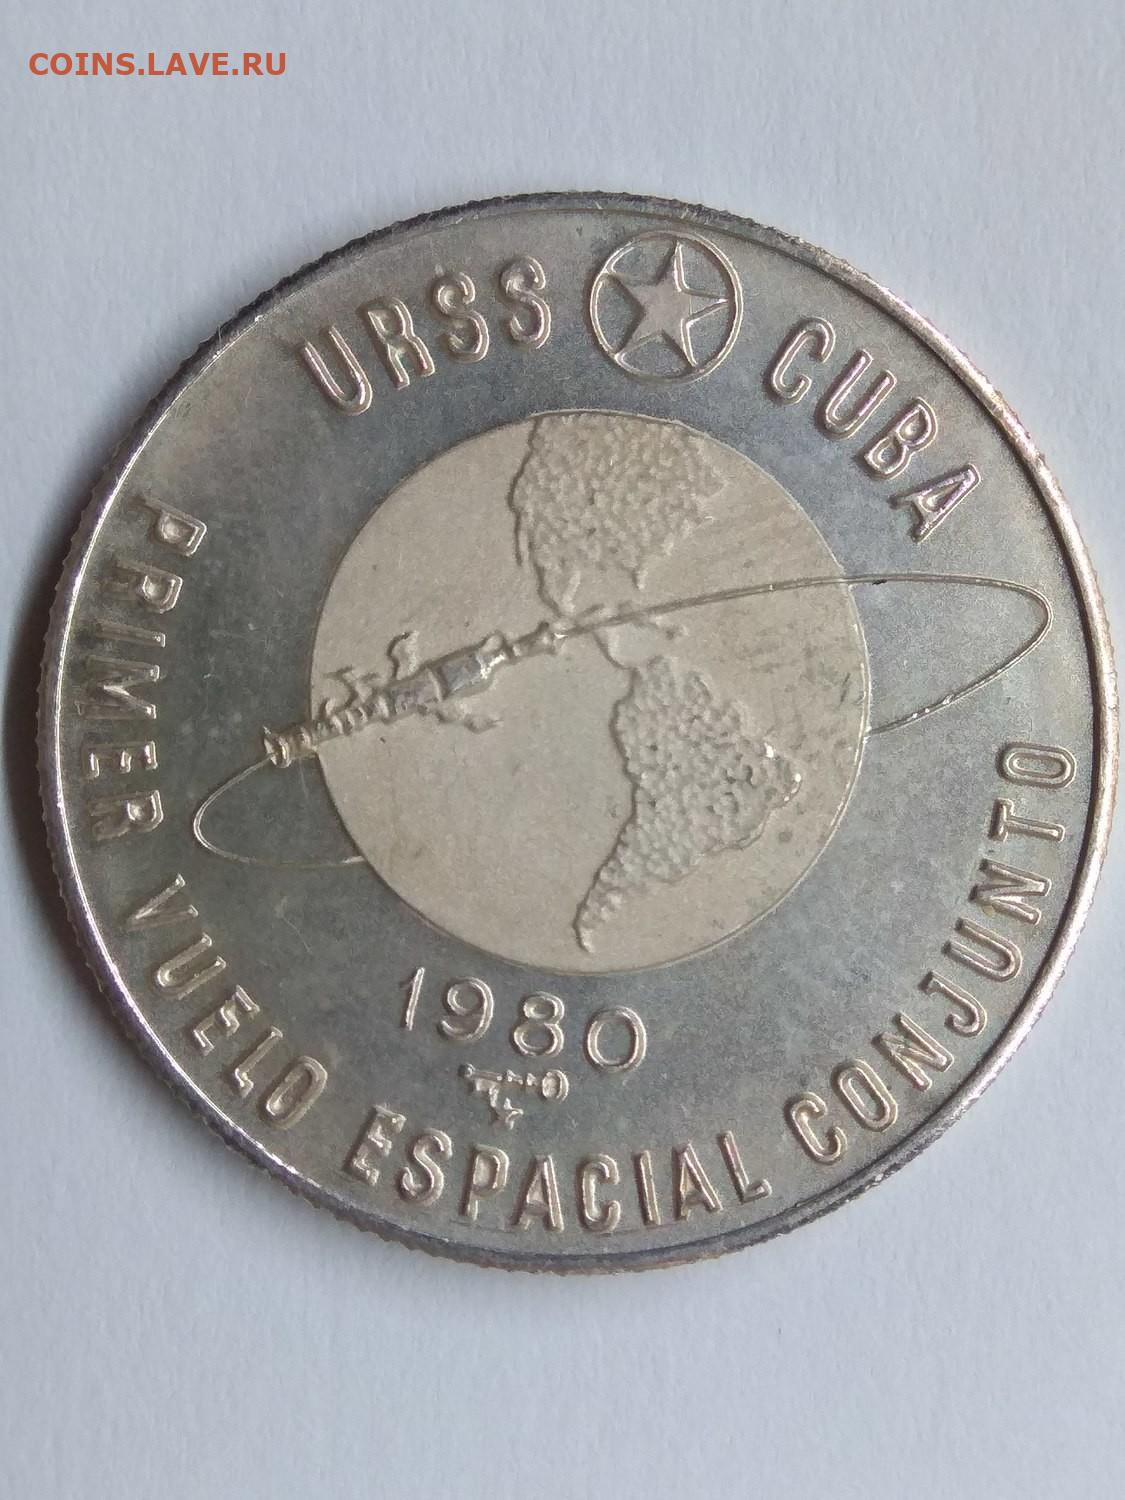 COINS.LAVE.RU
URSS CUBA
PRIMER VUELO ESPACIAL CONJUNTO
1980